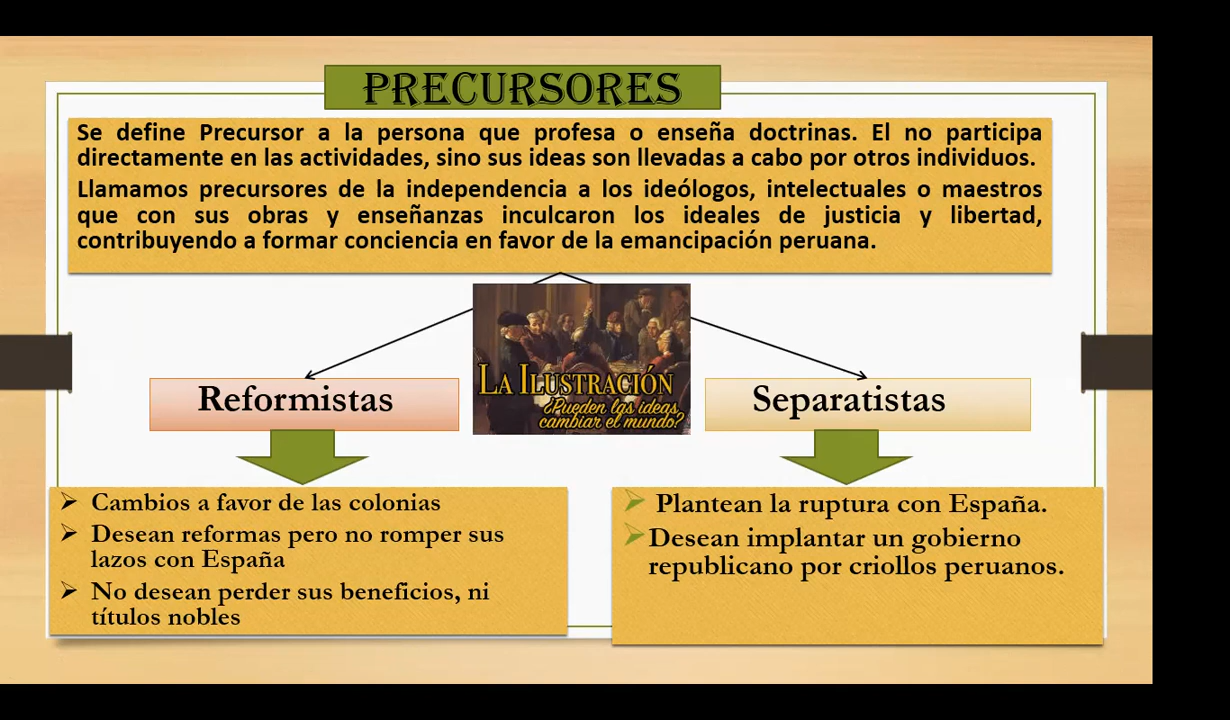 PRECURSORES
Se define Precursor a la persona que profesa o enseña doctrinas. El no participa
directamente en las actividades, sino sus ideas son llevadas a cabo por otros individuos.
Llamamos precursores de la independencia a los ideólogos, intelectuales o maestros
que con sus obras y enseñanzas inculcaron los ideales de justicia y libertad,
contribuyendo a formar conciencia en favor de la emancipación peruana.
LA ILUSTRACIÓN
¿Pueden las ideas
cambiar el mundo?
Reformistas
Separatistas
Cambios a favor de las colonias
Desean reformas pero no romper sus
lazos con España
No desean perder sus beneficios, ni
títulos nobles
Plantean la ruptura con España.
Desean implantar un gobierno
republicano por criollos peruanos.